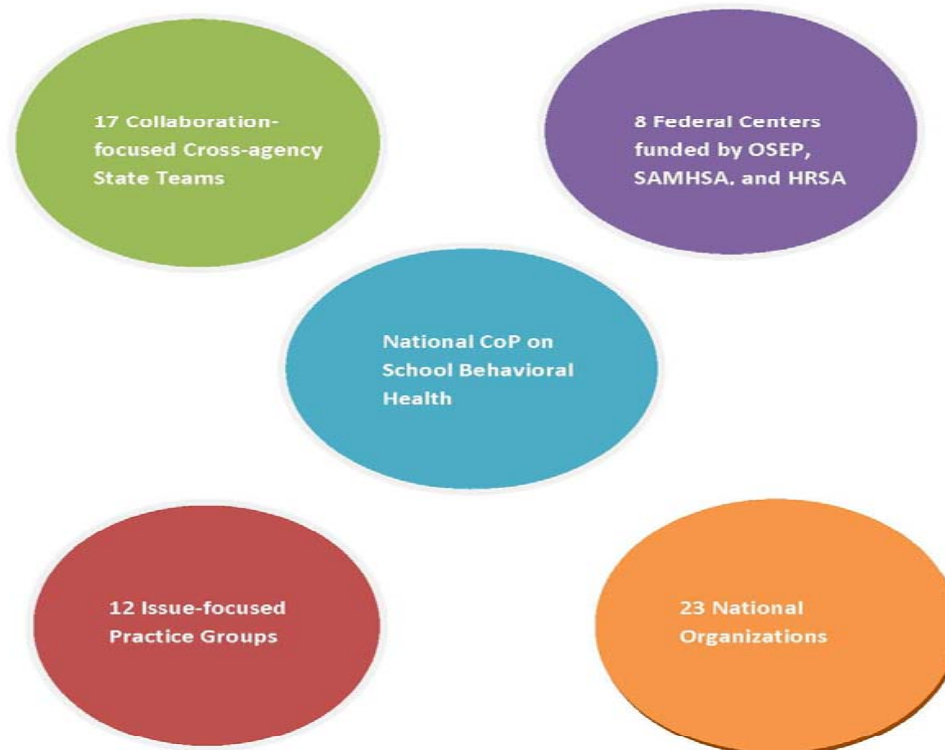 17 Collaboration-
focused Cross-agency
State Teams
8 Federal Centers
funded by OSEP,
SAMHSA, and HRSA
National CoP on
School Behavioral
Health
12 Issue-focused
Practice Groups
23 National
Organizations